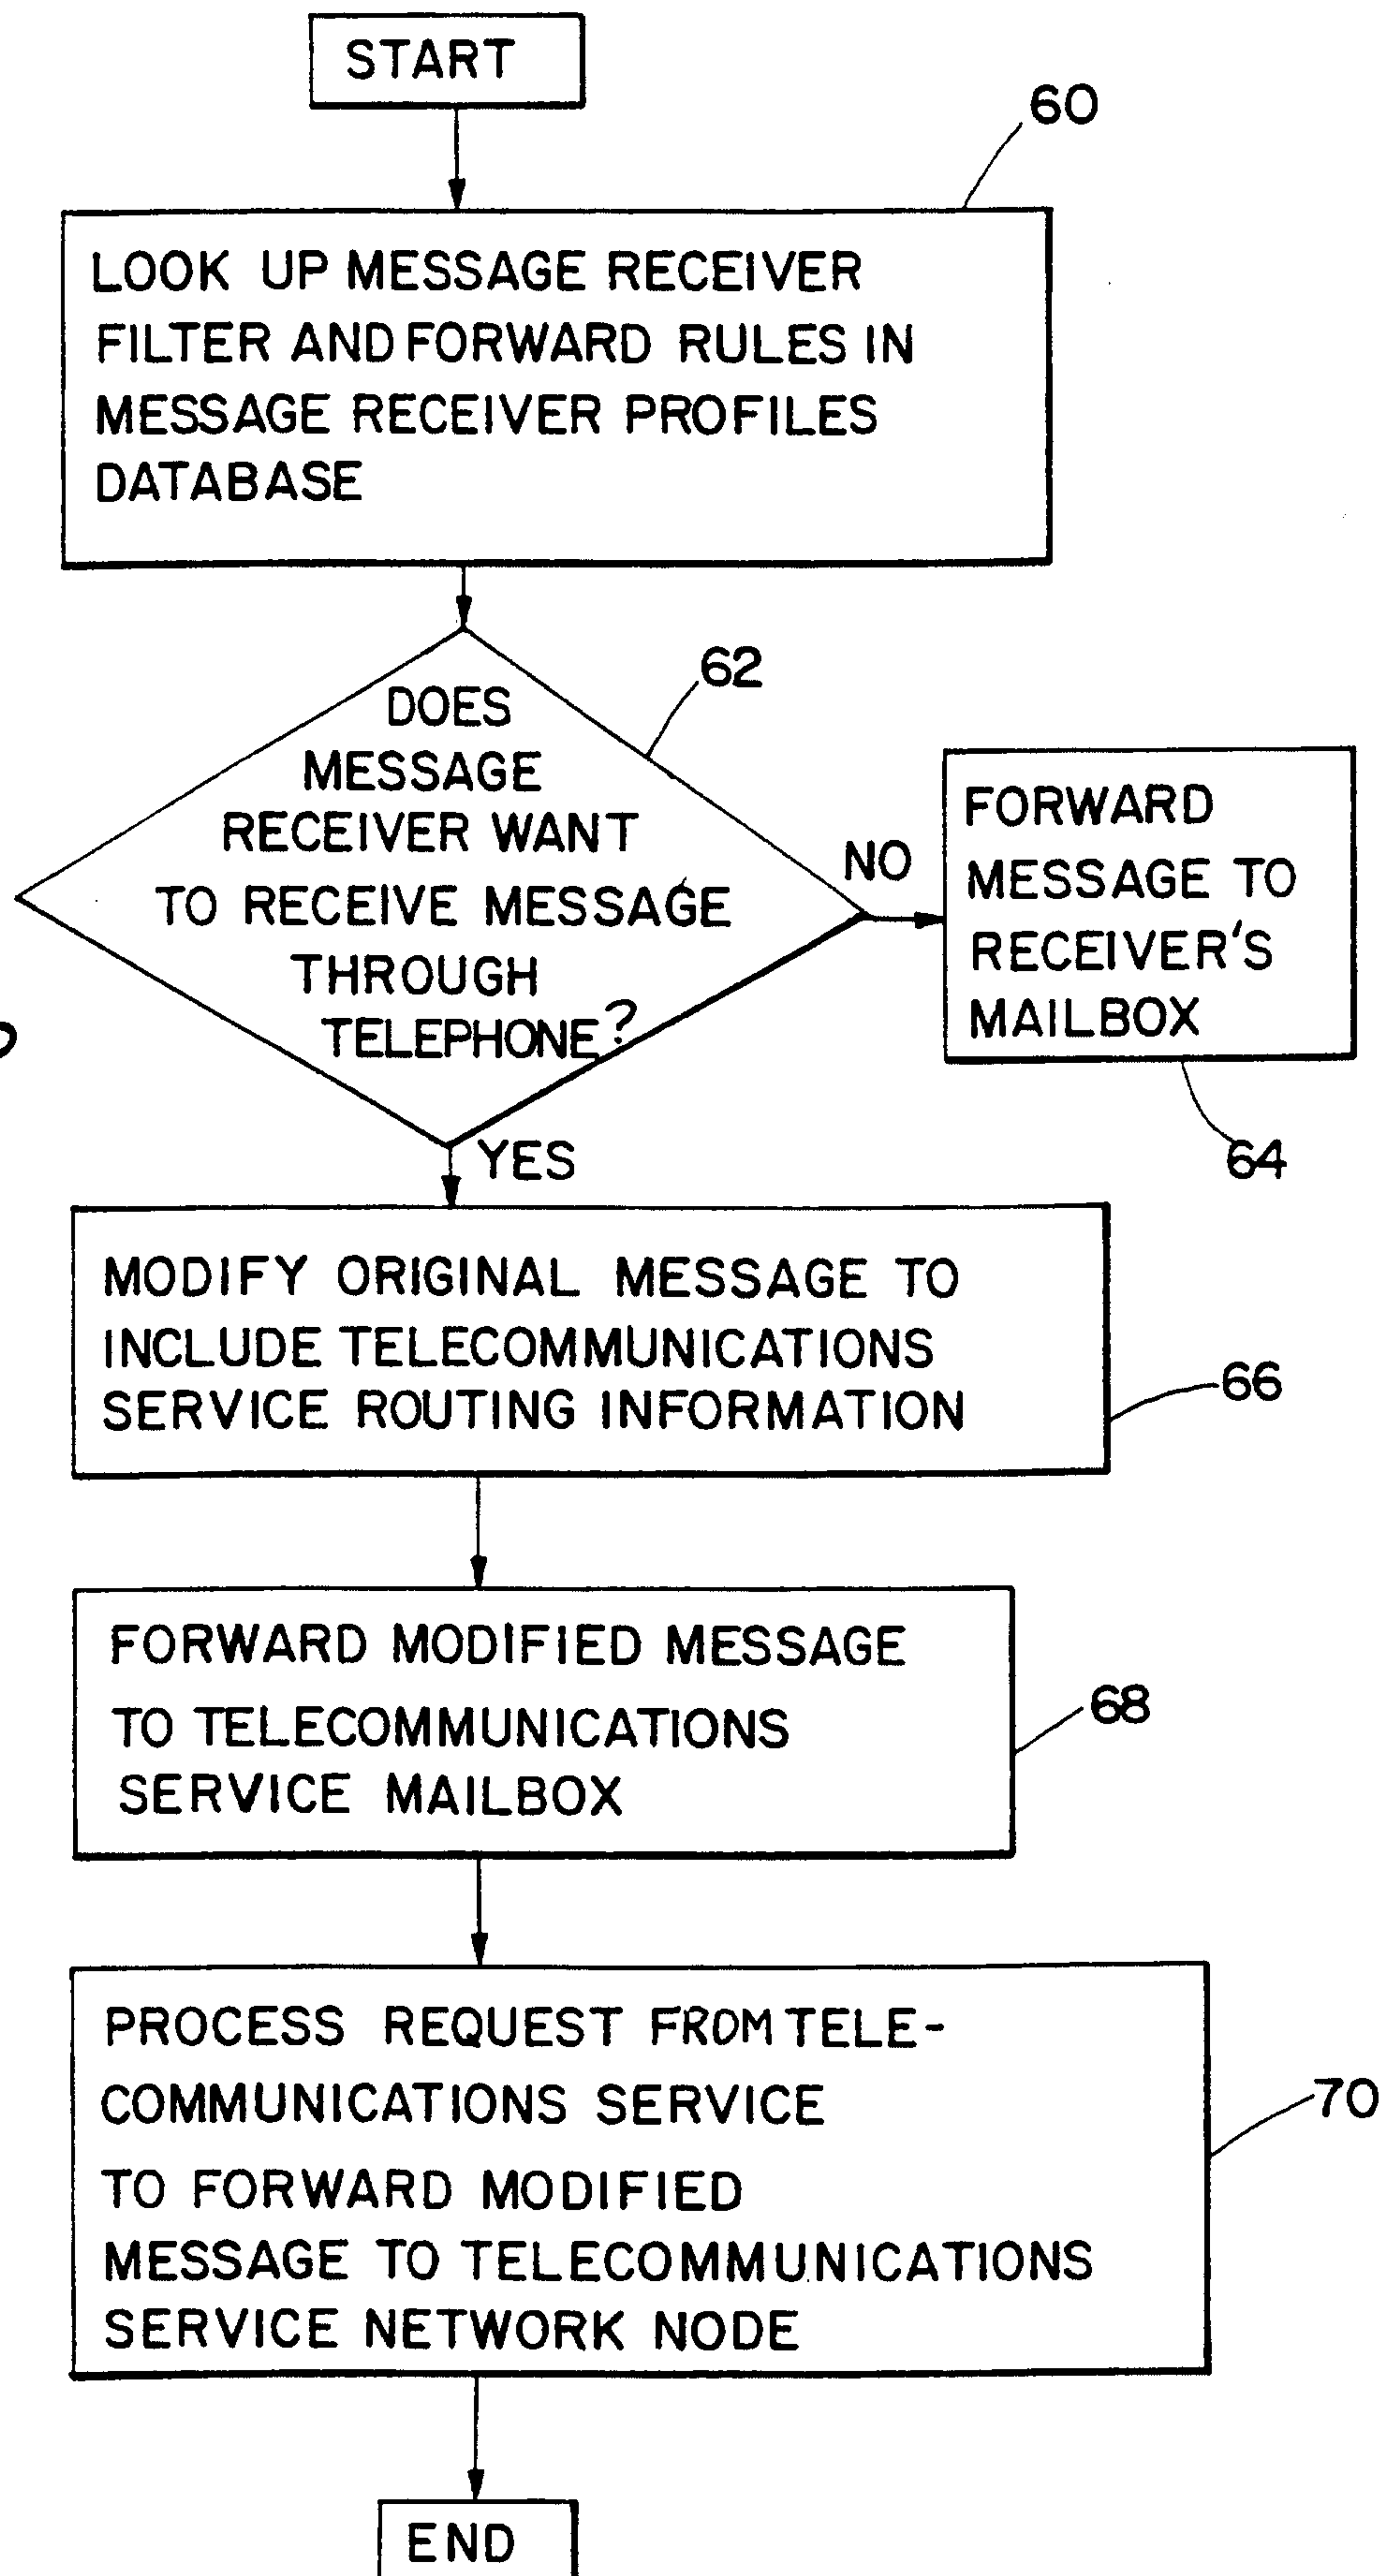 START
60
LOOK UP MESSAGE RECEIVER
FILTER AND FORWARD RULES IN
MESSAGE RECEIVER PROFILES
DATABASE
62
DOES
MESSAGE
RECEIVER WANT
TO RECEIVE MESSAGE
THROUGH
TELEPHONE?
NO
FORWARD
MESSAGE TO
RECEIVER'S
MAILBOX
64
YES
MODIFY ORIGINAL MESSAGE TO
INCLUDE TELECOMMUNICATIONS
SERVICE ROUTING INFORMATION
66
FORWARD MODIFIED MESSAGE
TO TELECOMMUNICATIONS
SERVICE MAILBOX
68
PROCESS REQUEST FROM TELE-
COMMUNICATIONS SERVICE
TO FORWARD MODIFIED
MESSAGE TO TELECOMMUNICATIONS
SERVICE NETWORK NODE
70
END